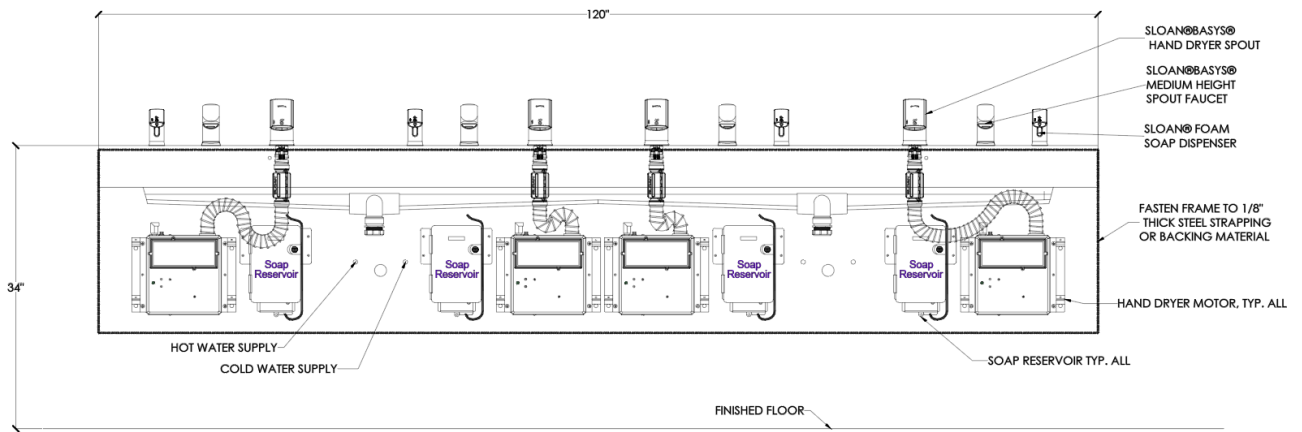 120"
SLOAN®BASYS®
HAND DRYER SPOUT
SLOAN®BASYS®
MEDIUM HEIGHT
SPOUT FAUCET
SLOAN® FOAM
SOAP DISPENSER
FASTEN FRAME TO 1/8"
THICK STEEL STRAPPING
OR BACKING MATERIAL
Soap
Reservoir
Soap
Reservoir
Soap
Reservoir
Soap
Reservoir
34"
HAND DRYER MOTOR, TYP. ALL
HOT WATER SUPPLY
COLD WATER SUPPLY
SOAP RESERVOIR TYP. ALL
FINISHED FLOOR